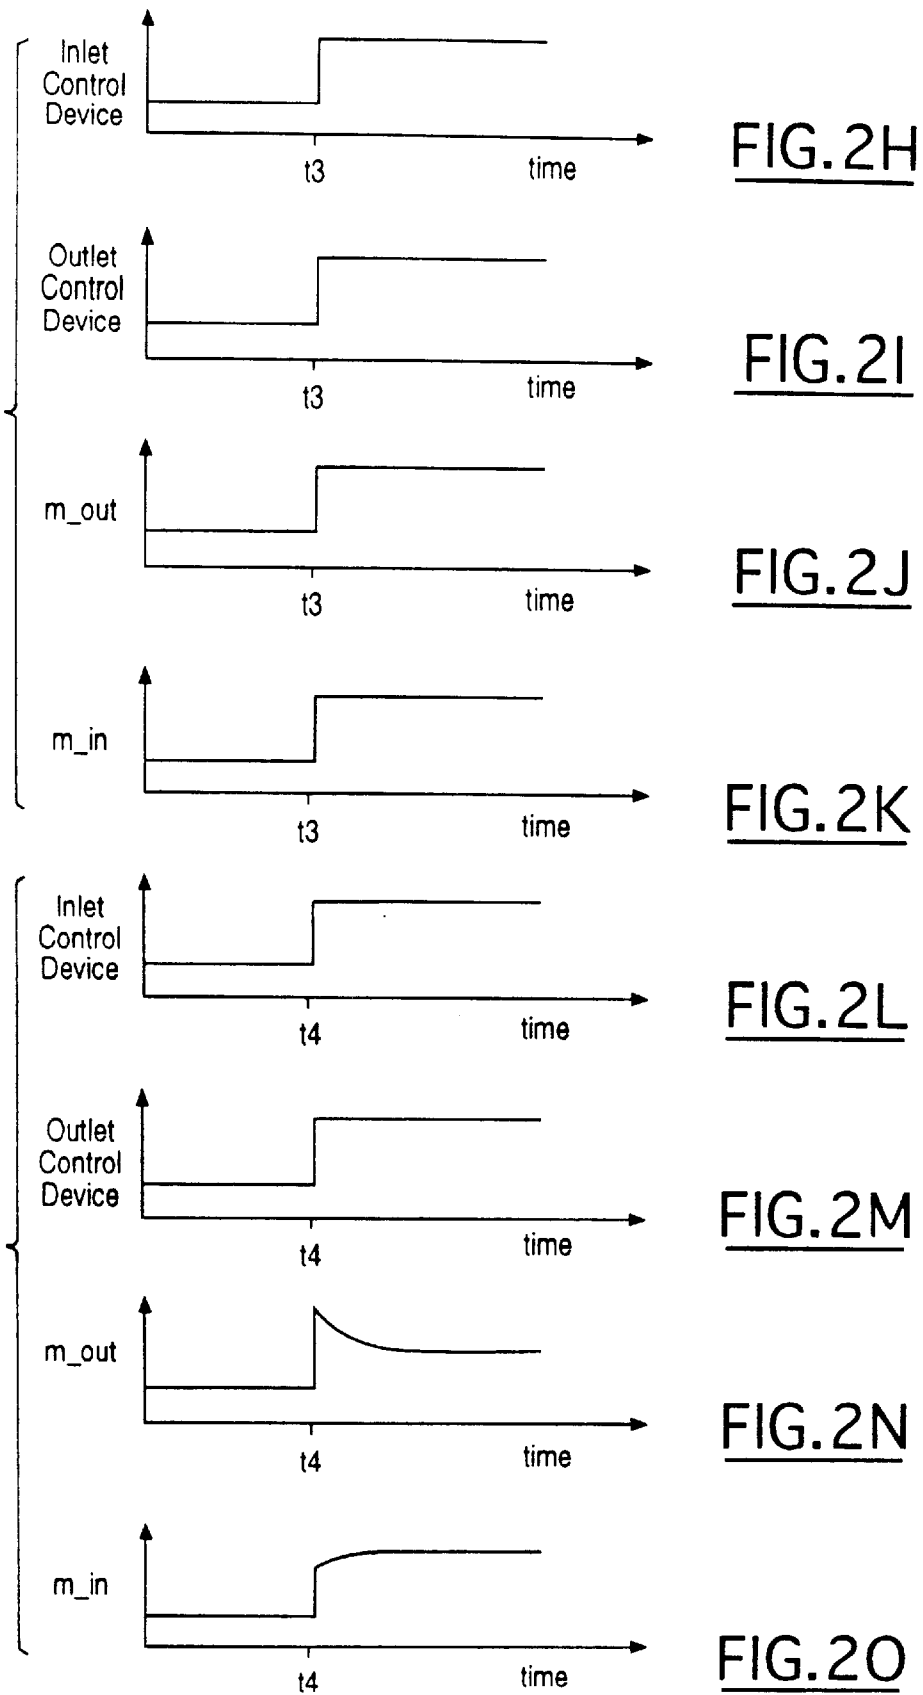 Inlet
Control
Device
t3
time
FIG. 2H
Outlet
Control
Device
t3
time
FIG. 2I
m_out
t3
time
FIG. 2J
m_in
t3
time
FIG. 2K
Inlet
Control
Device
t4
time
FIG. 2L
Outlet
Control
Device
t4
time
FIG. 2M
m_out
t4
time
FIG. 2N
m_in
t4
time
FIG. 2O